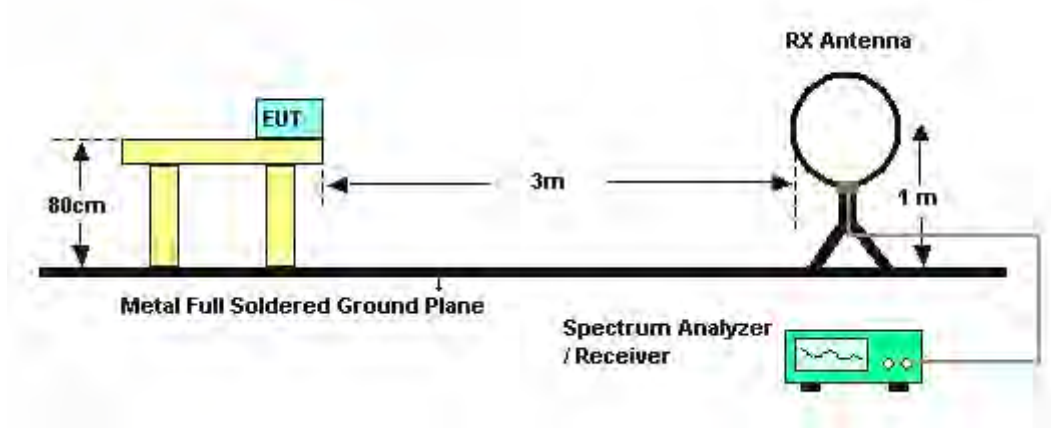 RX Antenna
EUT
3m
80cm
1 m
Metal Full Soldered Ground Plane
Spectrum Analyzer
/ Receiver